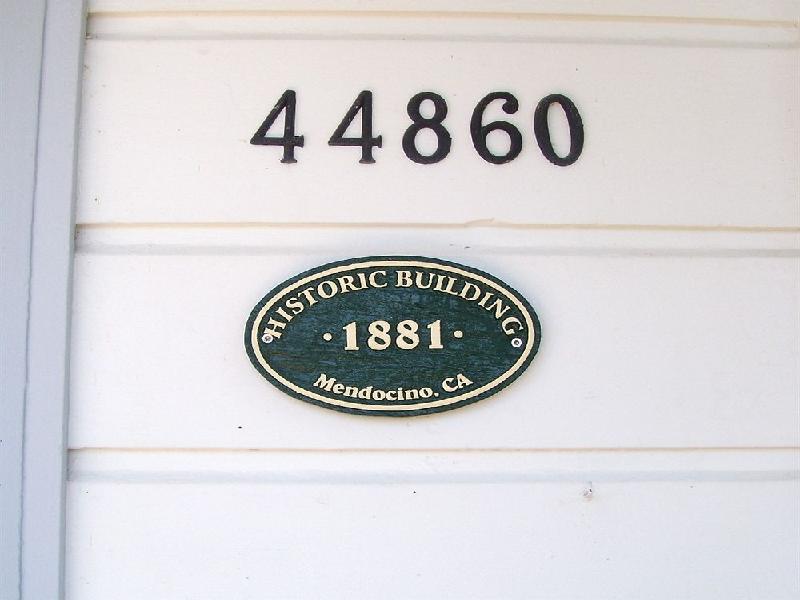 44860
HISTORIC BUILDING
· 1881 ·
Mendocino, CA